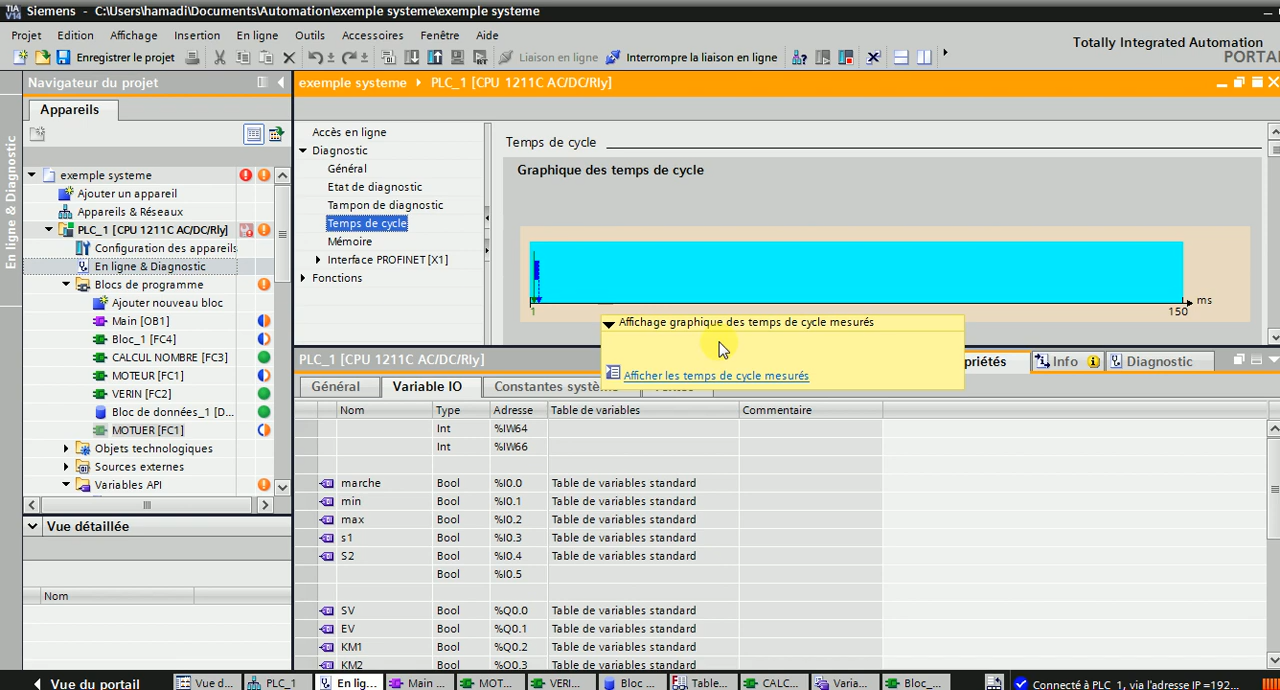 TIA V14 Siemens - C:\Users\hamadi\Documents\Automation\exemple systeme\exemple systeme
Projet Edition Affichage Insertion En ligne Outils Accessoires Fenêtre Aide
Totally Integrated Automation
PORTAL
Enregistrer le projet Liaison en ligne Interrompre la liaison en ligne
Navigateur du projet
exemple systeme PLC_1 [CPU 1211C AC/DC/Rly]
Appareils
En ligne & Diagnostic
exemple systeme
Ajouter un appareil
Appareils & Réseaux
PLC_1 [CPU 1211C AC/DC/Rly]
Configuration des appareils
En ligne & Diagnostic
Blocs de programme
Ajouter nouveau bloc
Main [OB1]
Bloc_1 [FC4]
CALCUL NOMBRE [FC3]
MOTEUR [FC1]
VERIN [FC2]
Bloc de données_1 [D...
MOTUER [FC1]
Objets technologiques
Sources externes
Variables API
Vue détaillée
Nom
Accès en ligne
Diagnostic
Général
Etat de diagnostic
Tampon de diagnostic
Temps de cycle
Mémoire
Interface PROFINET [X1]
Fonctions
Temps de cycle
Graphique des temps de cycle
ms
1 150
Affichage graphique des temps de cycle mesurés
Afficher les temps de cycle mesurés
PLC_1 [CPU 1211C AC/DC/Rly]
priétés Info Diagnostic
Général Variable IO Constantes système
Nom Type Adresse Table de variables Commentaire
Int %IW64
Int %IW66
marche Bool %I0.0 Table de variables standard
min Bool %I0.1 Table de variables standard
max Bool %I0.2 Table de variables standard
s1 Bool %I0.3 Table de variables standard
S2 Bool %I0.4 Table de variables standard
Bool %I0.5
SV Bool %Q0.0 Table de variables standard
EV Bool %Q0.1 Table de variables standard
KM1 Bool %Q0.2 Table de variables standard
KM2 Bool %Q0.3 Table de variables standard
Vue du portail Vue d... PLC_1 En lig... Main ... MOT... VERI... Bloc ... Table... CALC... Varia... Bloc_... Connecté à PLC_1, via l'adresse IP =192...